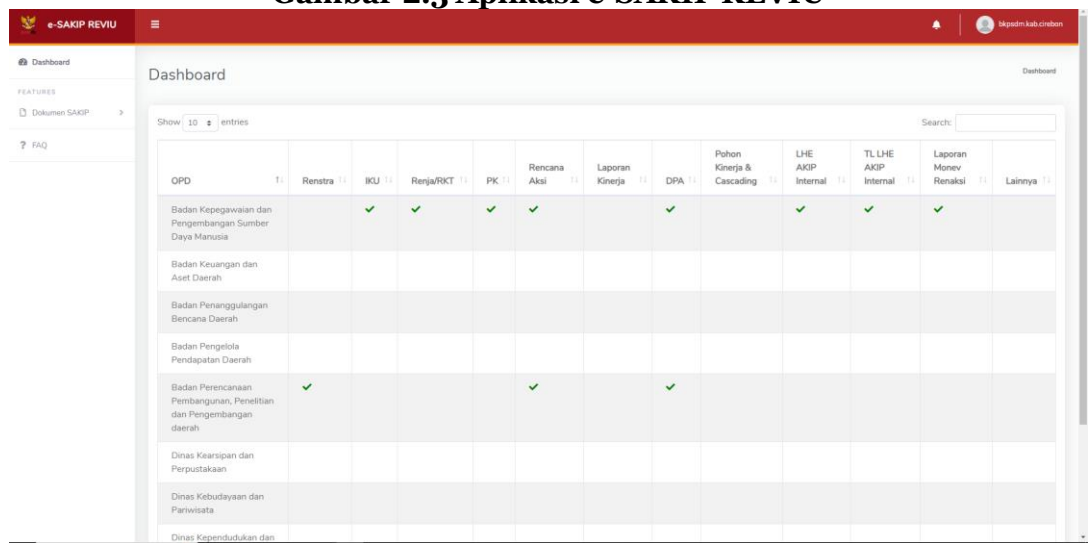 Gambar 2.3 Aplikasi e-SAKIP REVIU
e-SAKIP REVIU
bkpsdm.kab.cirebon
Dashboard
FEATURES
Dokumen SAKIP
FAQ
Dashboard
Dashboard
Show 10 entries
Search:
OPD Renstra IKU Renja/RKT PK Rencana Aksi Laporan Kinerja DPA Pohon Kinerja & Cascading LHE AKIP Internal TL LHE AKIP Internal Laporan Monev Renaksi Lainnya
Badan Kepegawaian dan
Pengembangan Sumber
Daya Manusia
Badan Keuangan dan
Aset Daerah
Badan Penanggulangan
Bencana Daerah
Badan Pengelola
Pendapatan Daerah
Badan Perencanaan
Pembangunan, Penelitian
dan Pengembangan
daerah
Dinas Kearsipan dan
Perpustakaan
Dinas Kebudayaan dan
Pariwisata
Dinas Kependudukan dan